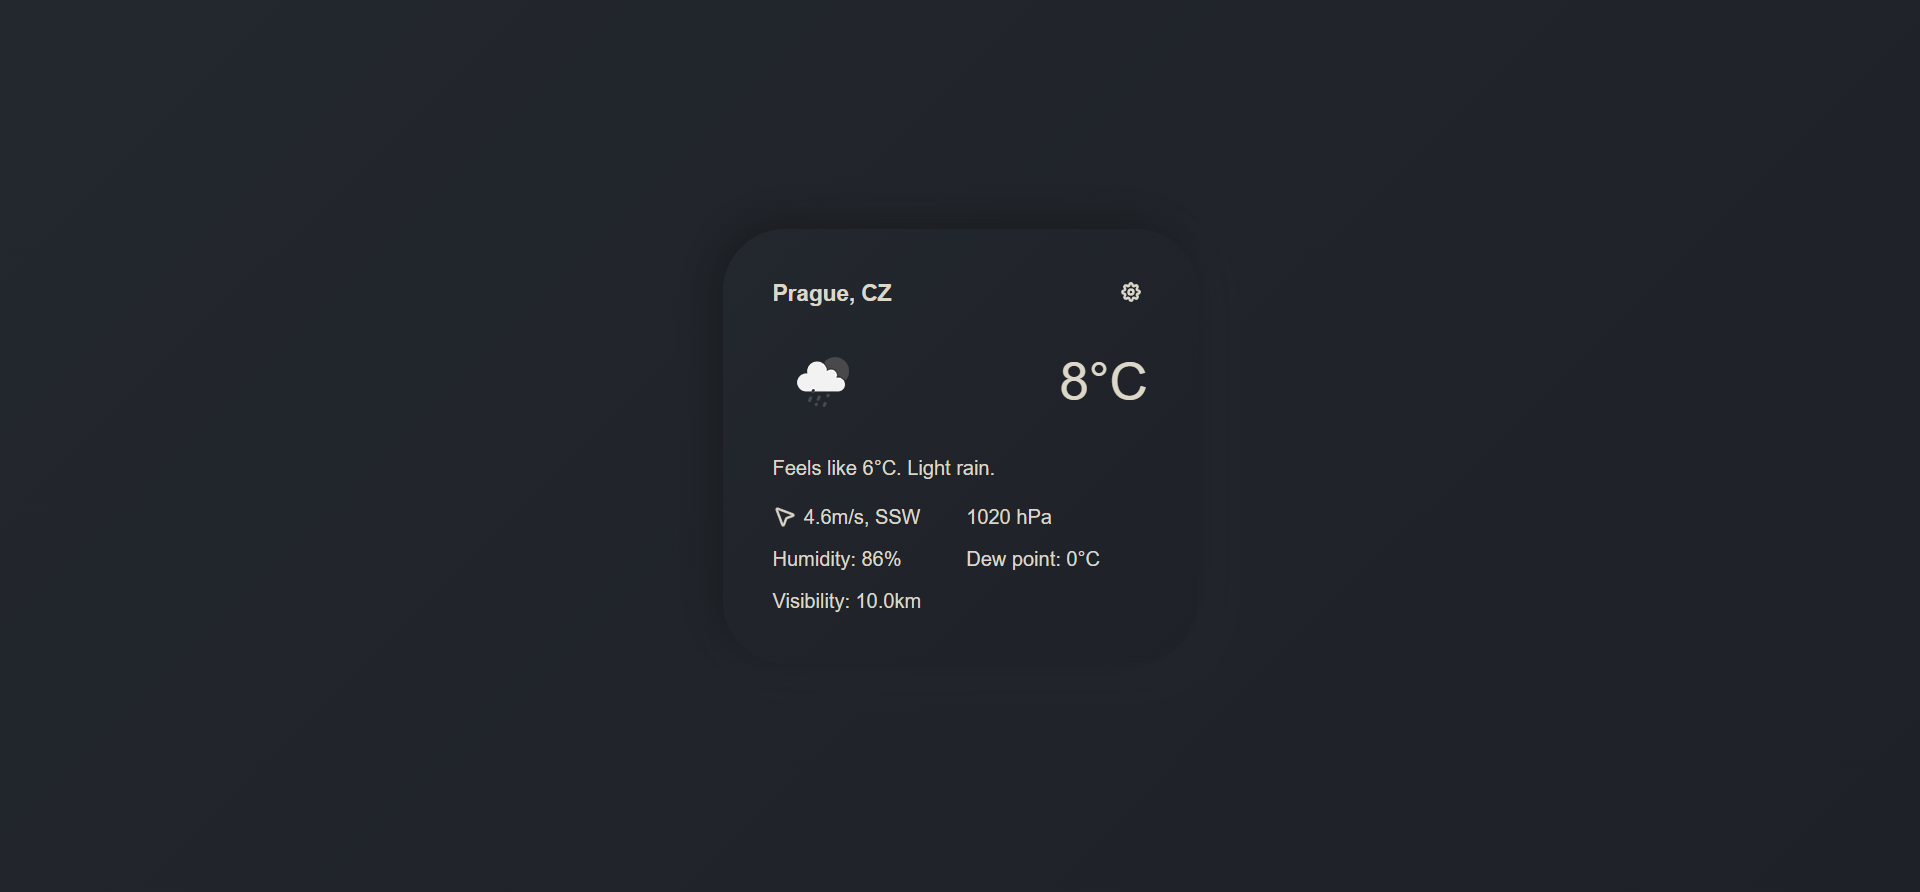 Prague, CZ
8°C
Feels like 6°C. Light rain.
4.6m/s, SSW 1020 hPa
Humidity: 86% Dew point: 0°C
Visibility: 10.0km